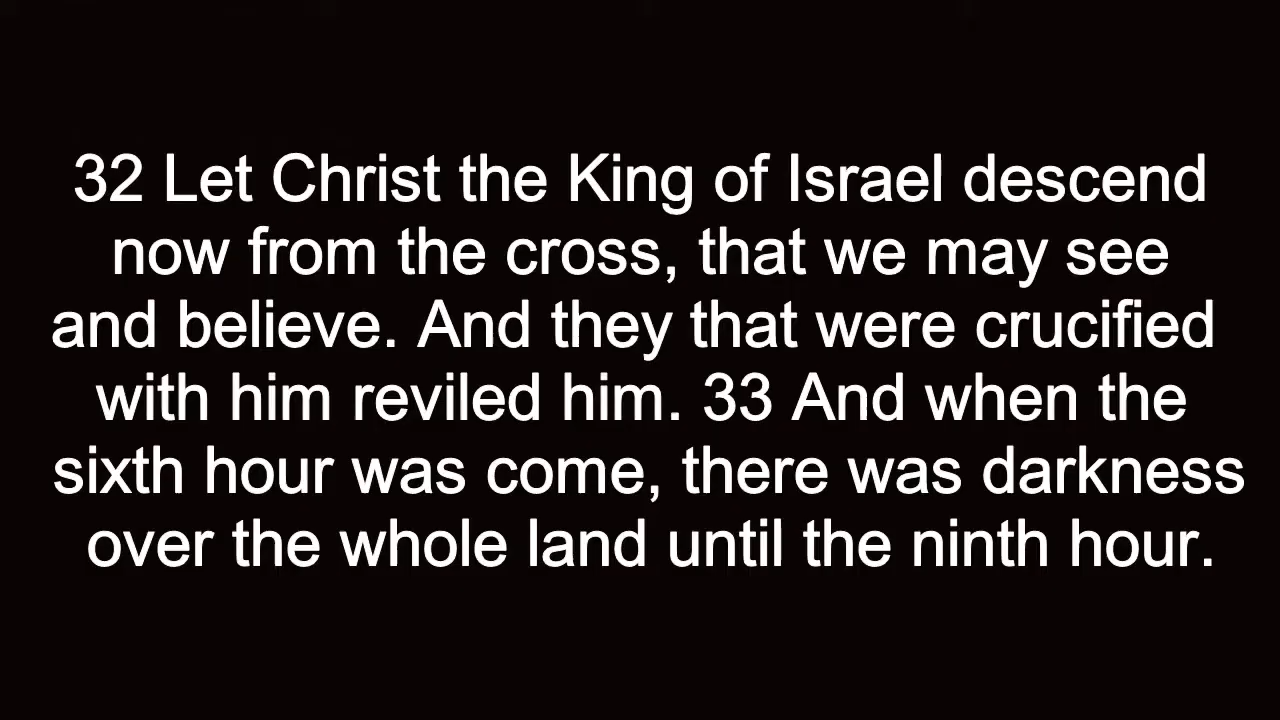 32 Let Christ the King of Israel descend
now from the cross, that we may see
and believe. And they that were crucified
with him reviled him. 33 And when the
sixth hour was come, there was darkness
over the whole land until the ninth hour.